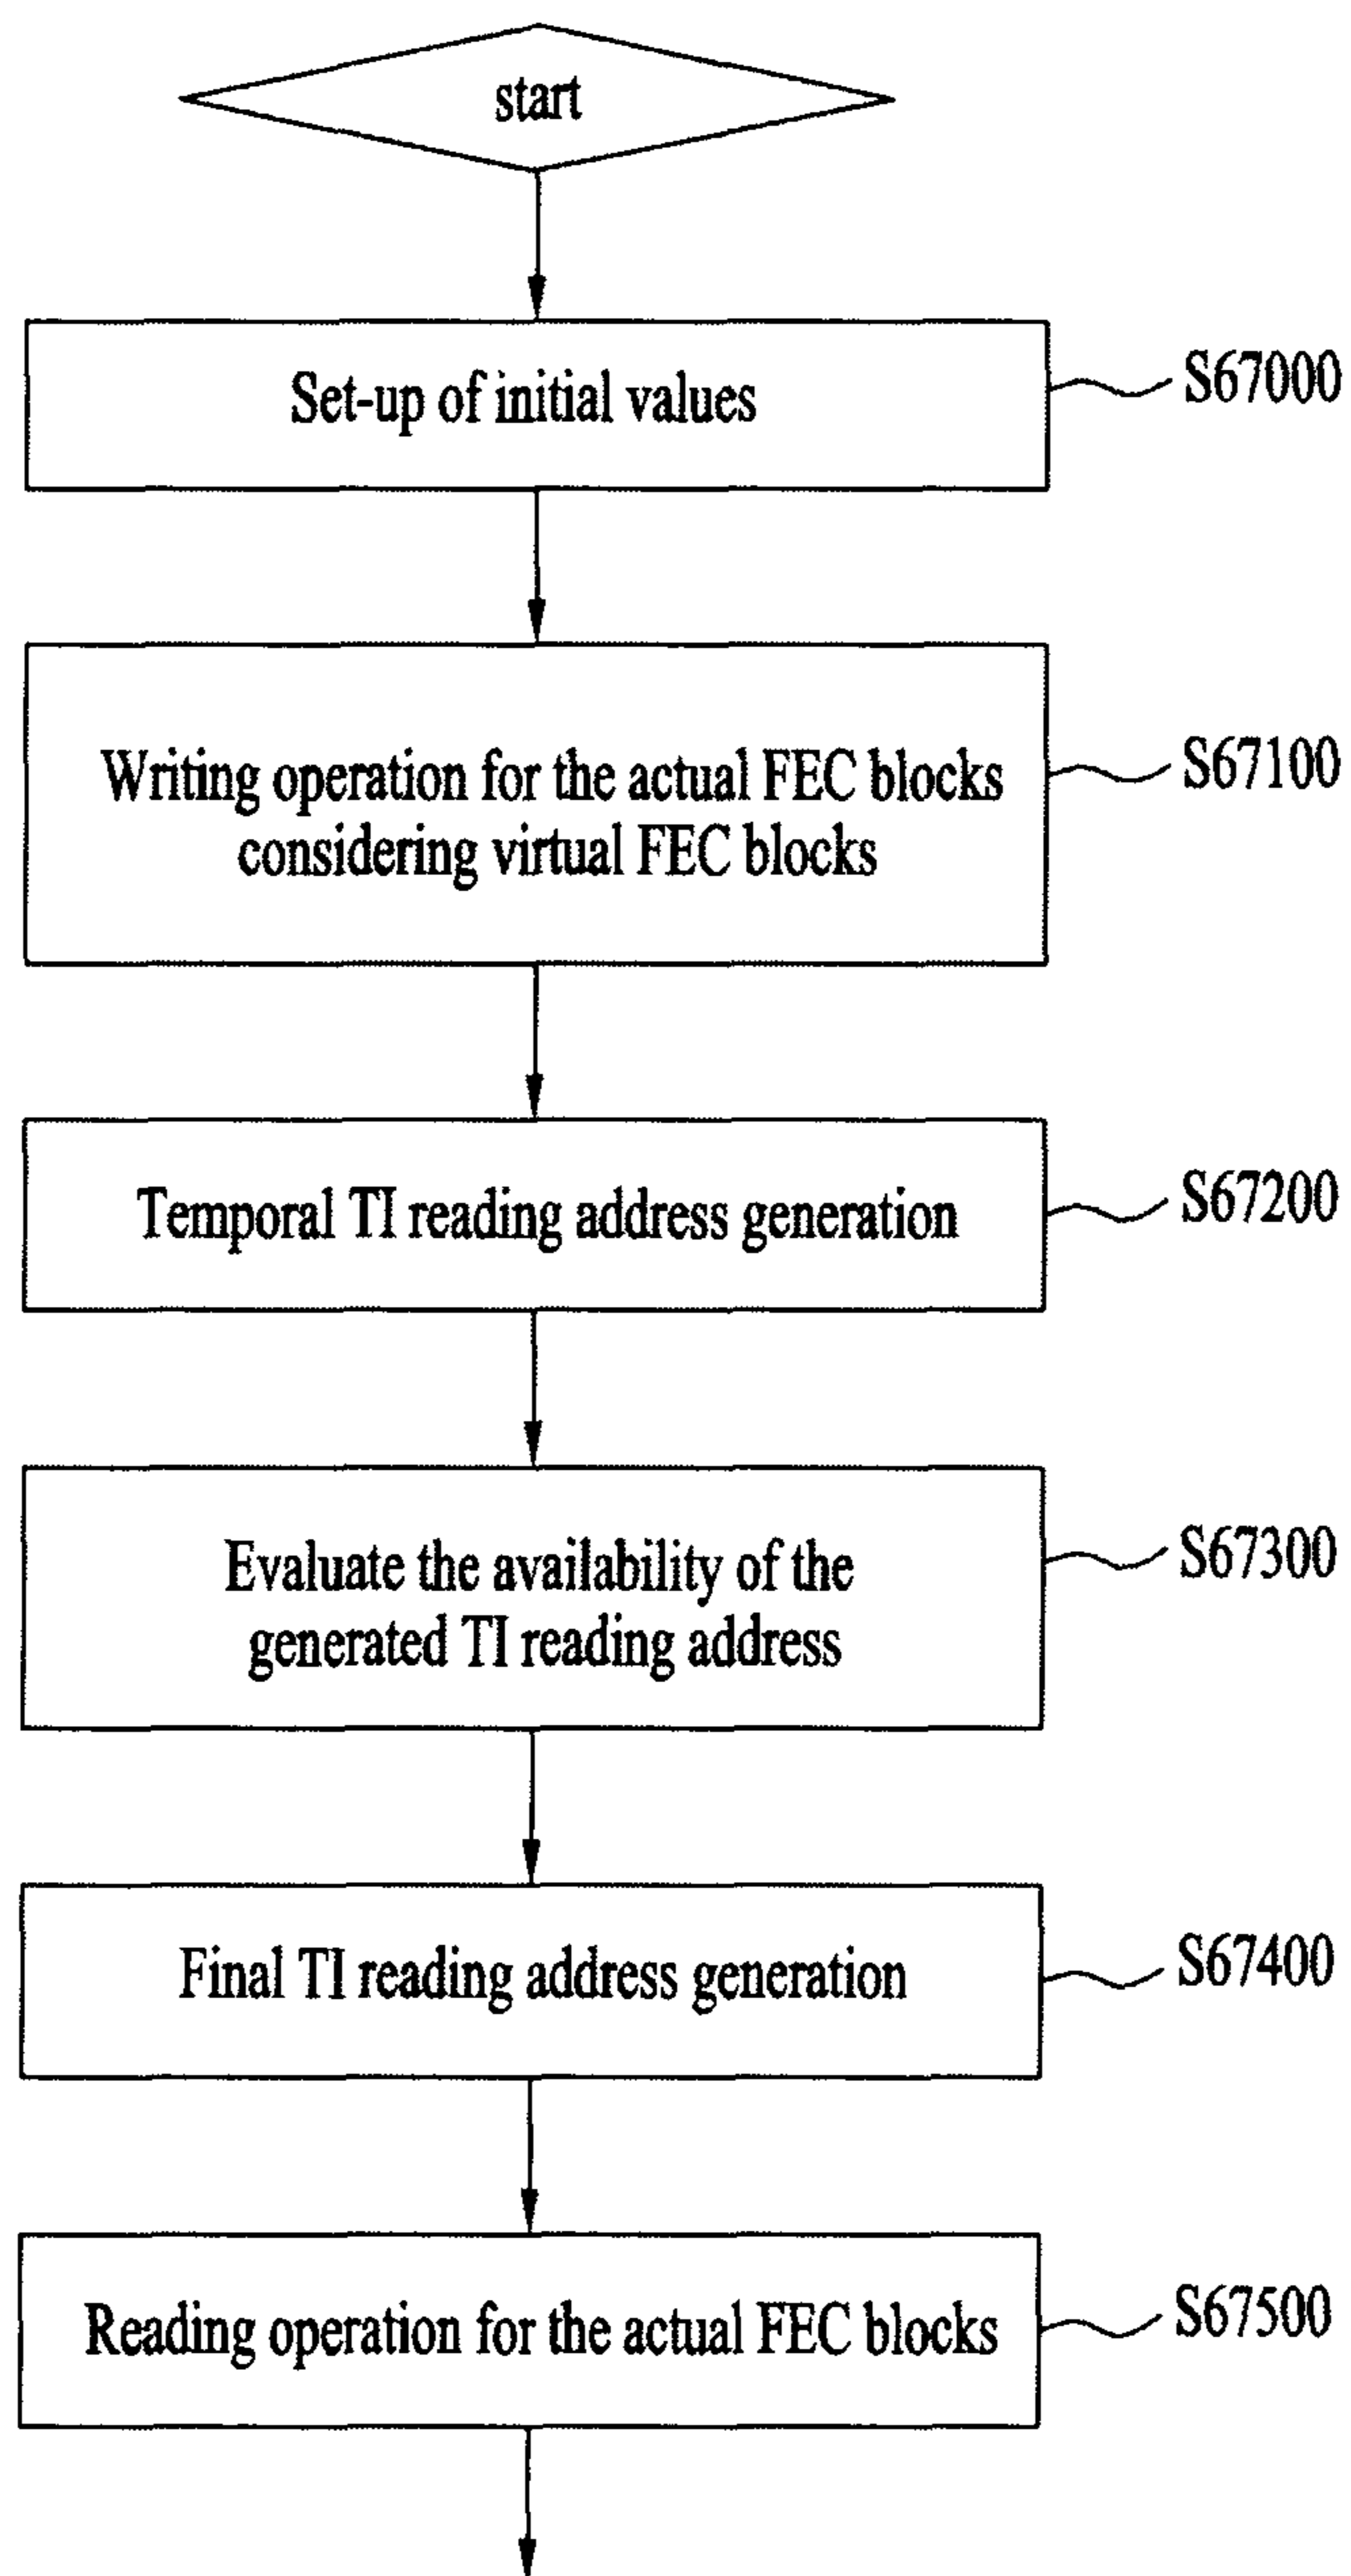 start
Set-up of initial values
S67000
Writing operation for the actual FEC blocks
considering virtual FEC blocks
S67100
Temporal TI reading address generation
S67200
Evaluate the availability of the
generated TI reading address
S67300
Final TI reading address generation
S67400
Reading operation for the actual FEC blocks
S67500